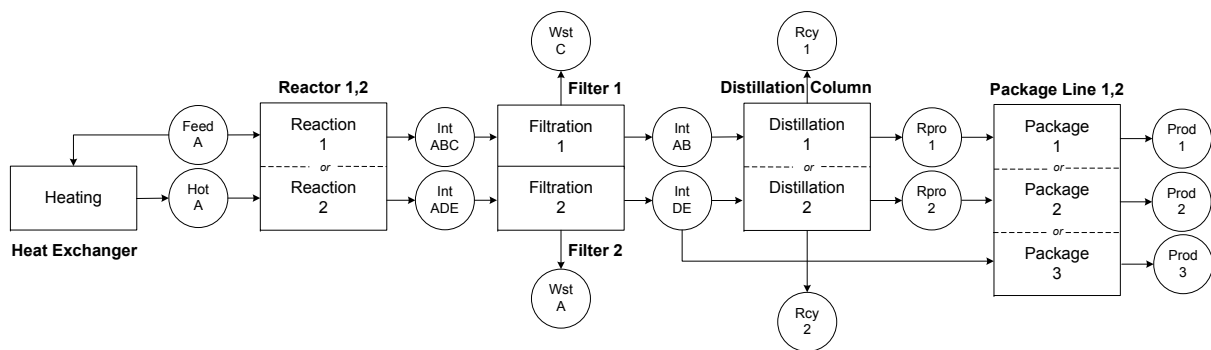 Wst
C
Rcy
1
Reactor 1,2
Filter 1
Distillation Column
Package Line 1,2
Feed
A
Reaction
1
Int
ABC
Filtration
1
Int
AB
Distillation
1
Rpro
1
Package
1
Prod
1
or
or
or
Heating
Hot
A
Reaction
2
Int
ADE
Filtration
2
Int
DE
Distillation
2
Rpro
2
Package
2
Prod
2
or
Heat Exchanger
Filter 2
Package
3
Prod
3
Wst
A
Rcy
2